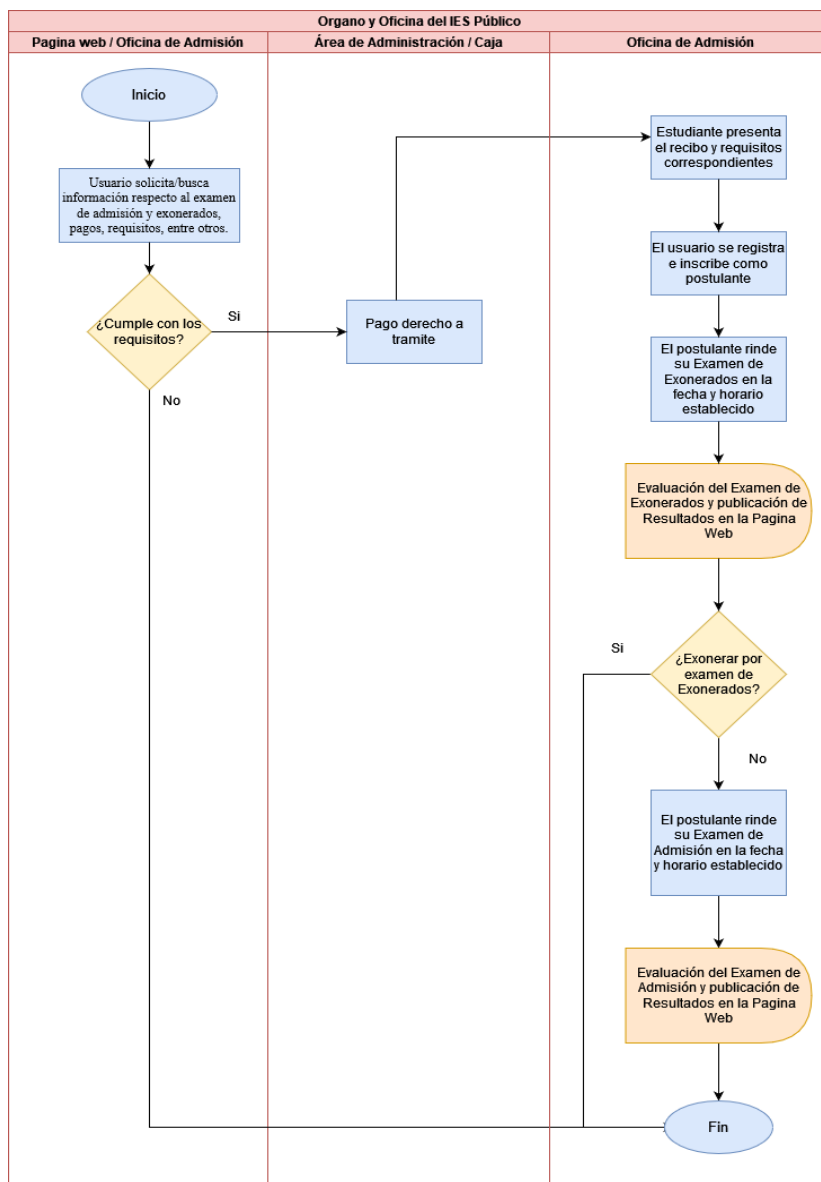 Organo y Oficina del IES Público
Pagina web / Oficina de Admisión
Área de Administración / Caja
Oficina de Admisión
Inicio
Usuario solicita/busca
información respecto al examen
de admisión y exonerados,
pagos, requisitos, entre otros.
¿Cumple con los
requisitos?
Si
No
Pago derecho a
tramite
Estudiante presenta
el recibo y requisitos
correspondientes
El usuario se registra
e inscribe como
postulante
El postulante rinde
su Examen de
Exonerados en la
fecha y horario
establecido
Evaluación del Examen de
Exonerados y publicación de
Resultados en la Pagina
Web
¿Exonerar por
examen de
Exonerados?
Si
No
El postulante rinde
su Examen de
Admisión en la fecha
y horario establecido
Evaluación del Examen de
Admisión y publicación de
Resultados en la Pagina
Web
Fin